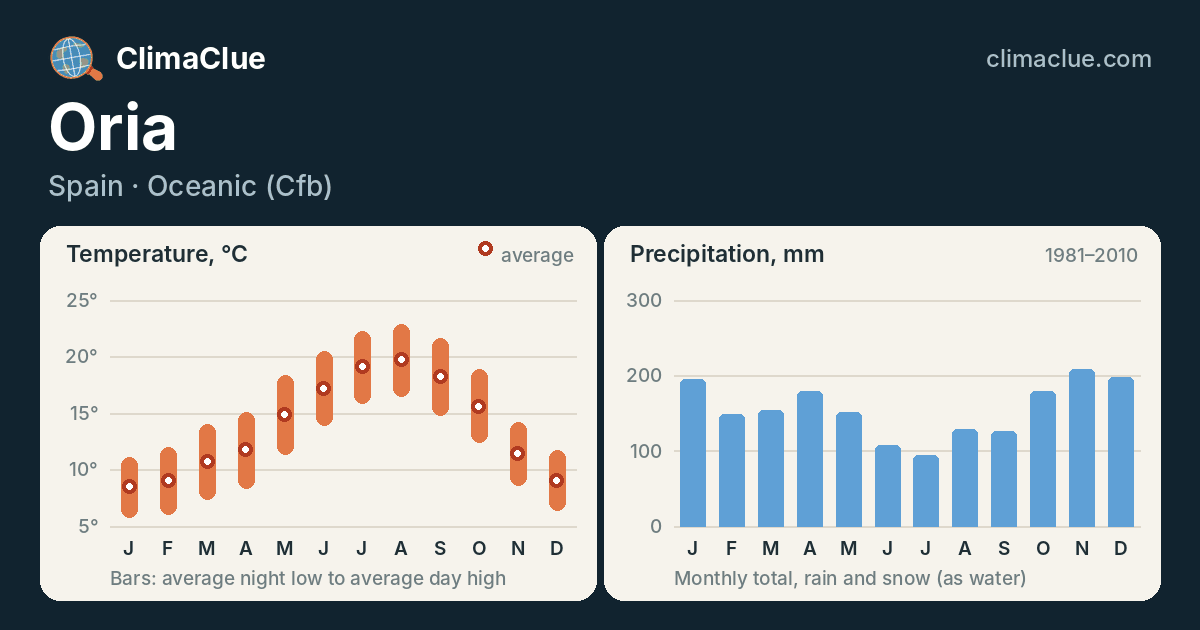 ClimaClue
climaclue.com
Oria
Spain · Oceanic (Cfb)
Temperature, °C
average
25°
20°
15°
10°
5°
J F M A M J J A S O N D
Bars: average night low to average day high
Precipitation, mm
1981–2010
300
200
100
0
J F M A M J J A S O N D
Monthly total, rain and snow (as water)